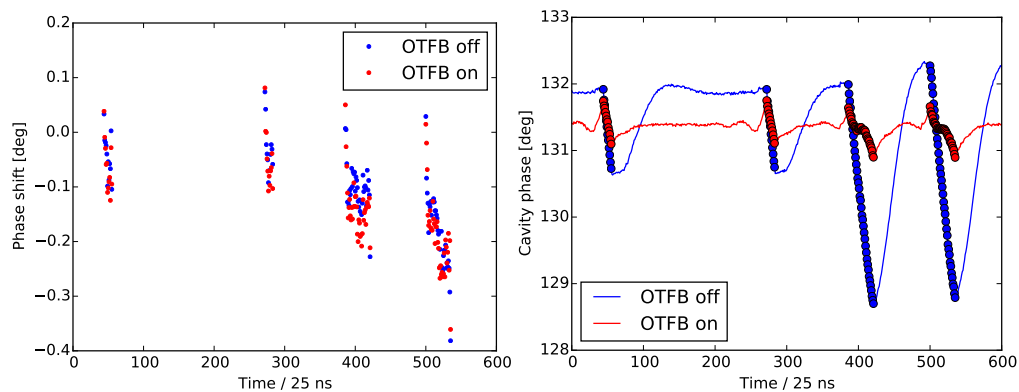 0.2
0.1
0.0
−0.1
−0.2
−0.3
−0.4
Phase shift [deg]
OTFB off
OTFB on
0 100 200 300 400 500 600
Time / 25 ns
133
132
131
130
129
128
Cavity phase [deg]
OTFB off
OTFB on
0 100 200 300 400 500 600
Time / 25 ns